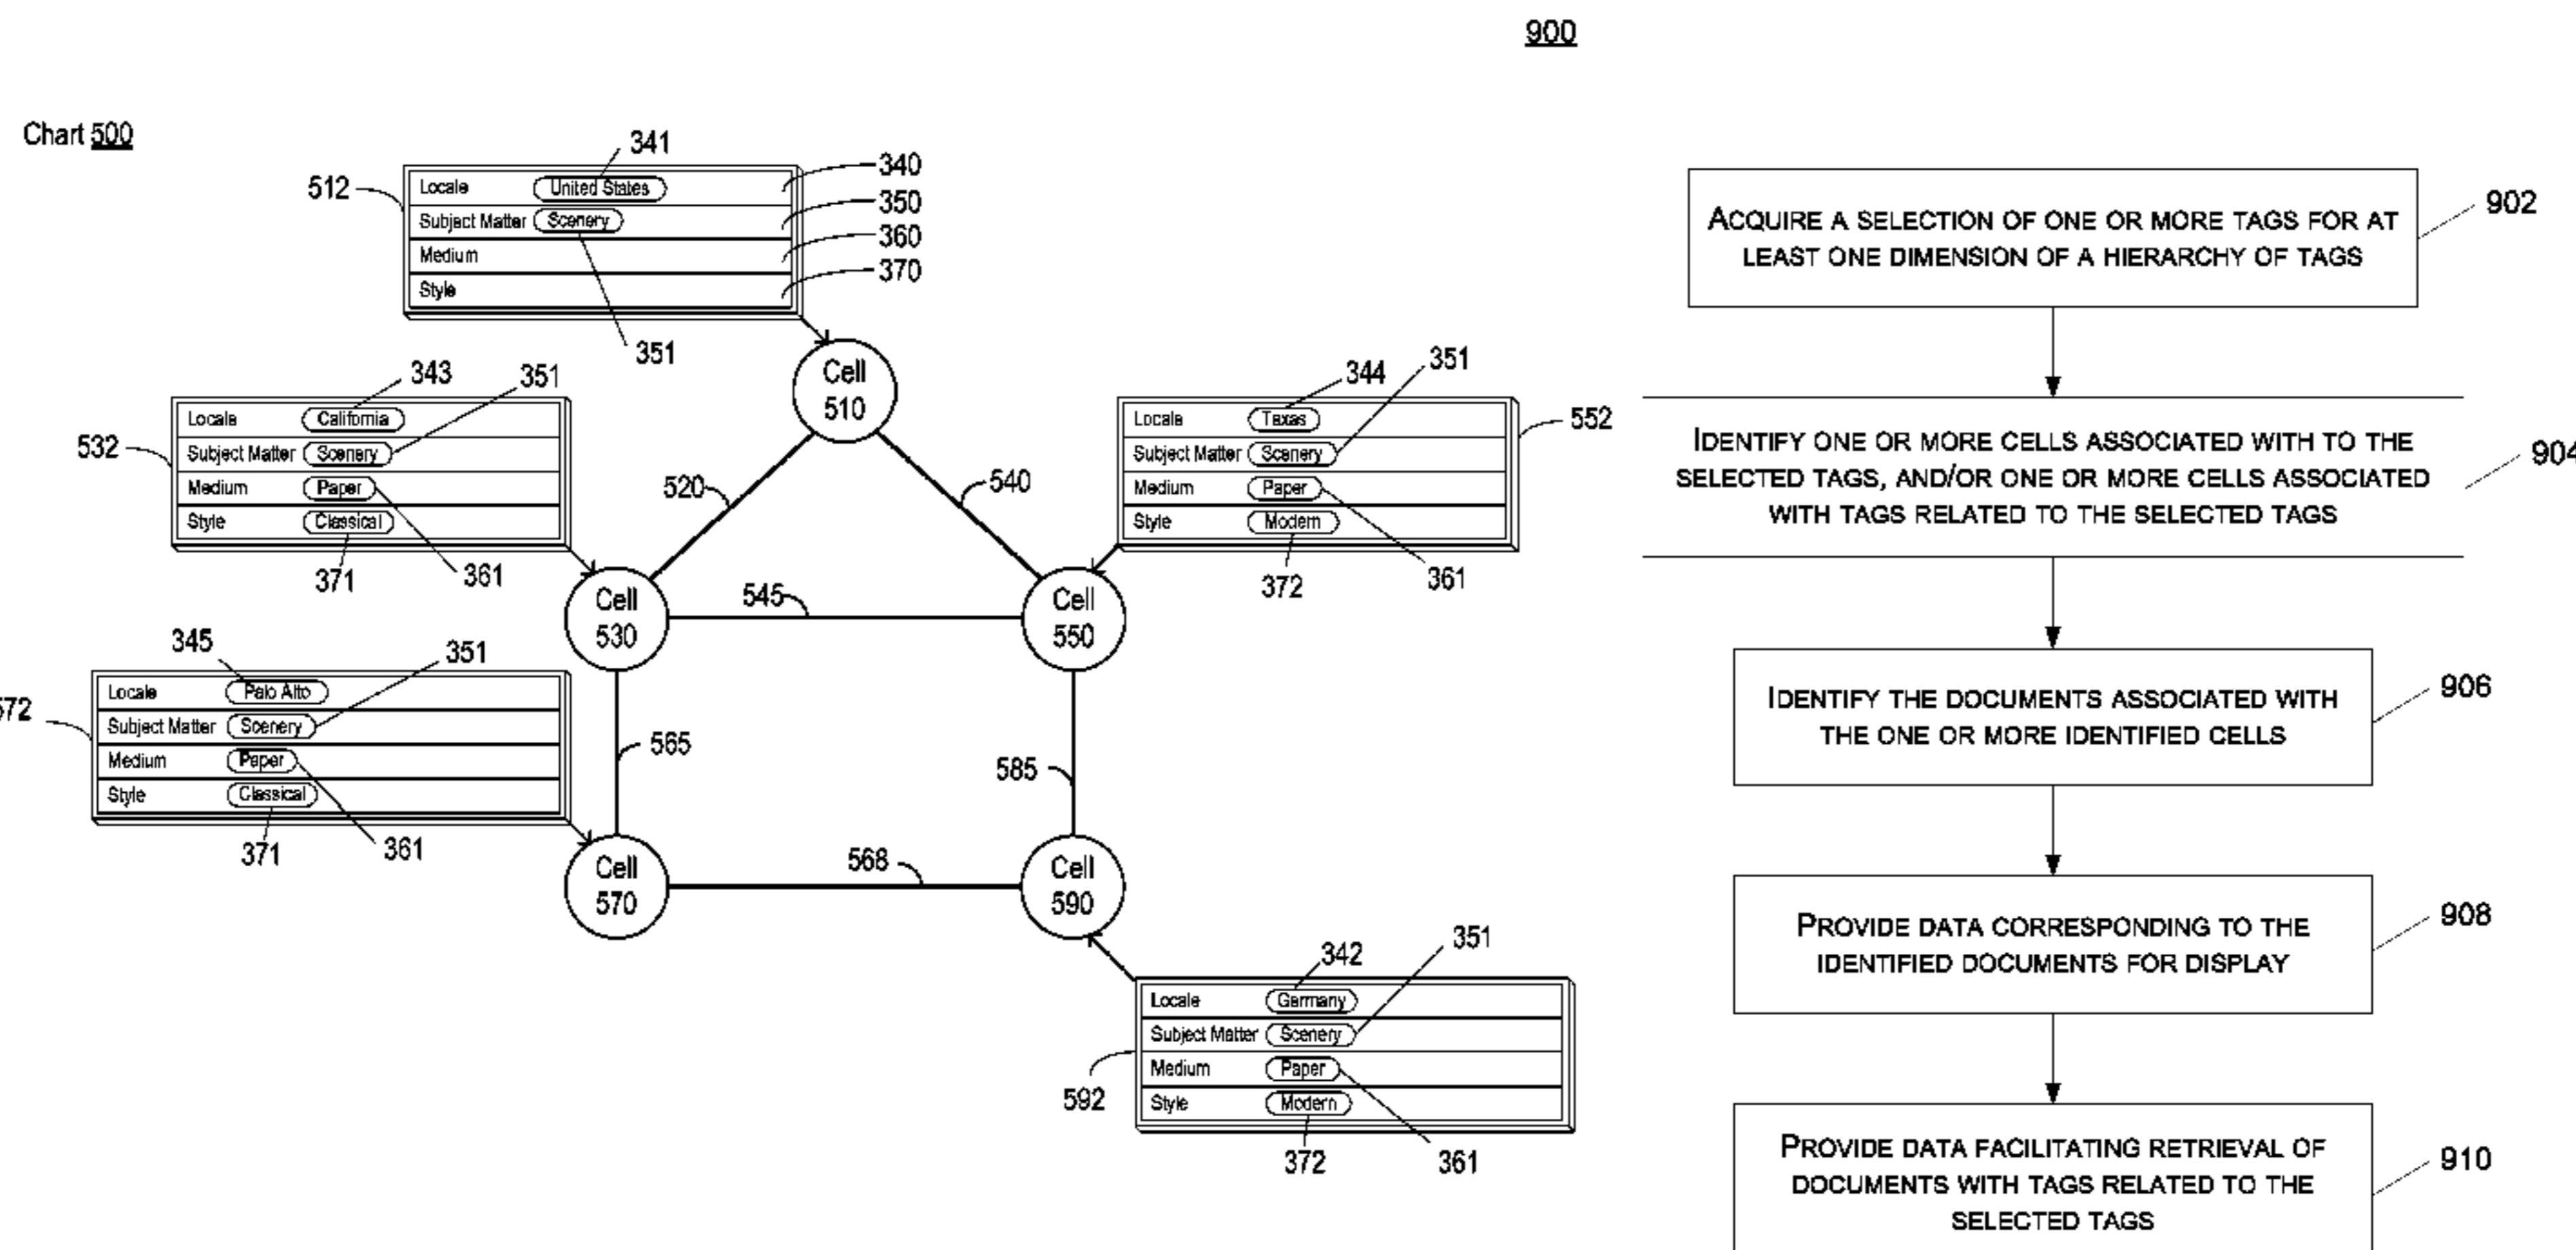 900
Chart 500
341
512
Locale United States
340
Subject Matter Scenery
350
Medium
360
Style
370
351
Cell
510
343
351
532
Locale California
Subject Matter Scenery
Medium Paper
Style Classical
371
361
344
351
552
Locale Texas
Subject Matter Scenery
Medium Paper
Style Modern
372
361
520
540
Cell
530
545
Cell
550
345
351
572
Locale Palo Alto
Subject Matter Scenery
Medium Paper
Style Classical
371
361
565
585
Cell
570
568
Cell
590
342
351
592
Locale Germany
Subject Matter Scenery
Medium Paper
Style Modern
372
361
ACQUIRE A SELECTION OF ONE OR MORE TAGS FOR AT
LEAST ONE DIMENSION OF A HIERARCHY OF TAGS
902
IDENTIFY ONE OR MORE CELLS ASSOCIATED WITH TO THE
SELECTED TAGS, AND/OR ONE OR MORE CELLS ASSOCIATED
WITH TAGS RELATED TO THE SELECTED TAGS
904
IDENTIFY THE DOCUMENTS ASSOCIATED WITH
THE ONE OR MORE IDENTIFIED CELLS
906
PROVIDE DATA CORRESPONDING TO THE
IDENTIFIED DOCUMENTS FOR DISPLAY
908
PROVIDE DATA FACILITATING RETRIEVAL OF
DOCUMENTS WITH TAGS RELATED TO THE
SELECTED TAGS
910